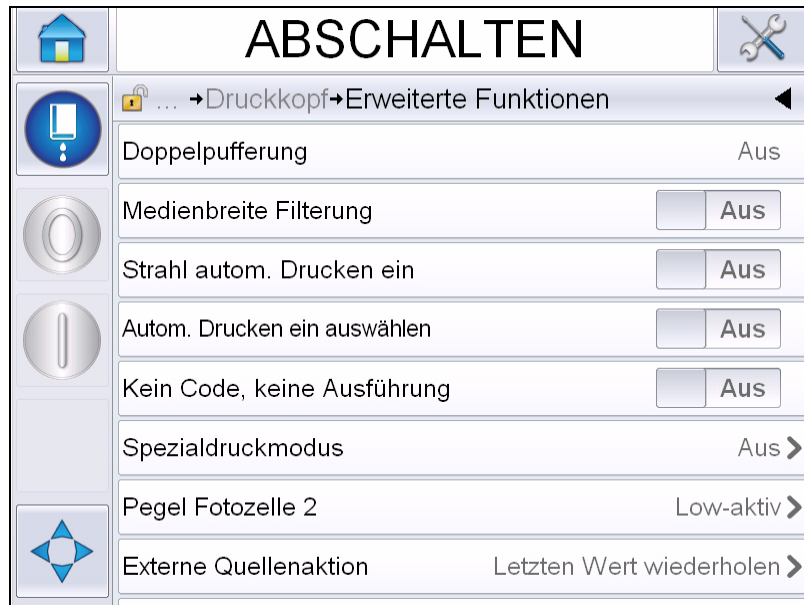 ABSCHALTEN
... →Druckkopf→Erweiterte Funktionen
Doppelpufferung Aus
Medienbreite Filterung Aus
Strahl autom. Drucken ein Aus
Autom. Drucken ein auswählen Aus
Kein Code, keine Ausführung Aus
Spezialdruckmodus Aus
Pegel Fotozelle 2 Low-aktiv
Externe Quellenaktion Letzten Wert wiederholen